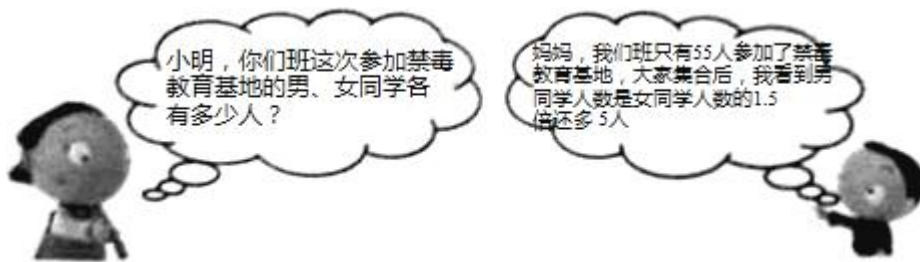 小明，你们班这次参加禁毒
教育基地的男、女同学各
有多少人？
妈妈，我们班只有55人参加了禁毒
教育基地，大家集合后，我看到男
同学人数是女同学人数的1.5
倍还多 5人